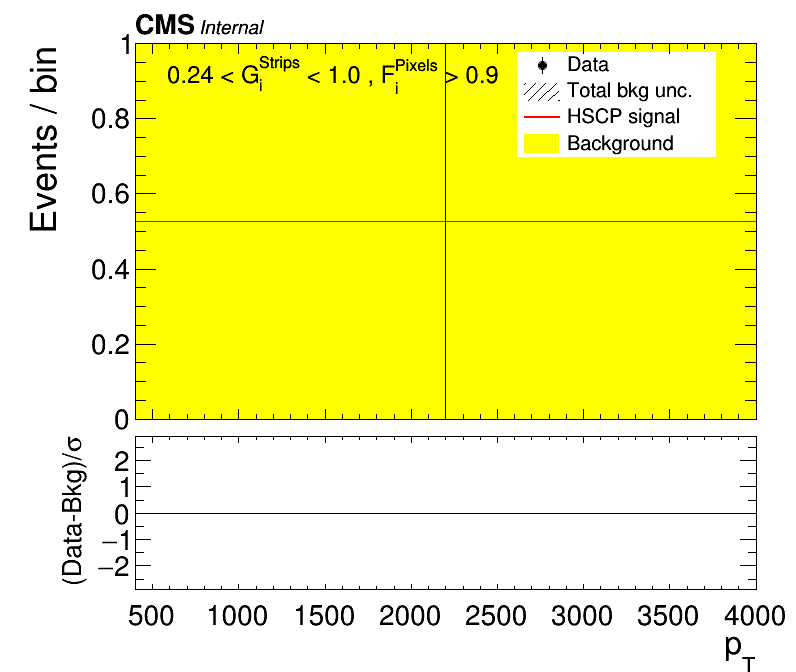 CMS Internal
Events / bin
1
0.8
0.6
0.4
0.2
0
0.24 < G_i^Strips < 1.0 , F_i^Pixels > 0.9
Data
Total bkg unc.
HSCP signal
Background
(Data-Bkg)/σ
2
1
0
−1
−2
500 1000 1500 2000 2500 3000 3500 4000
p_T